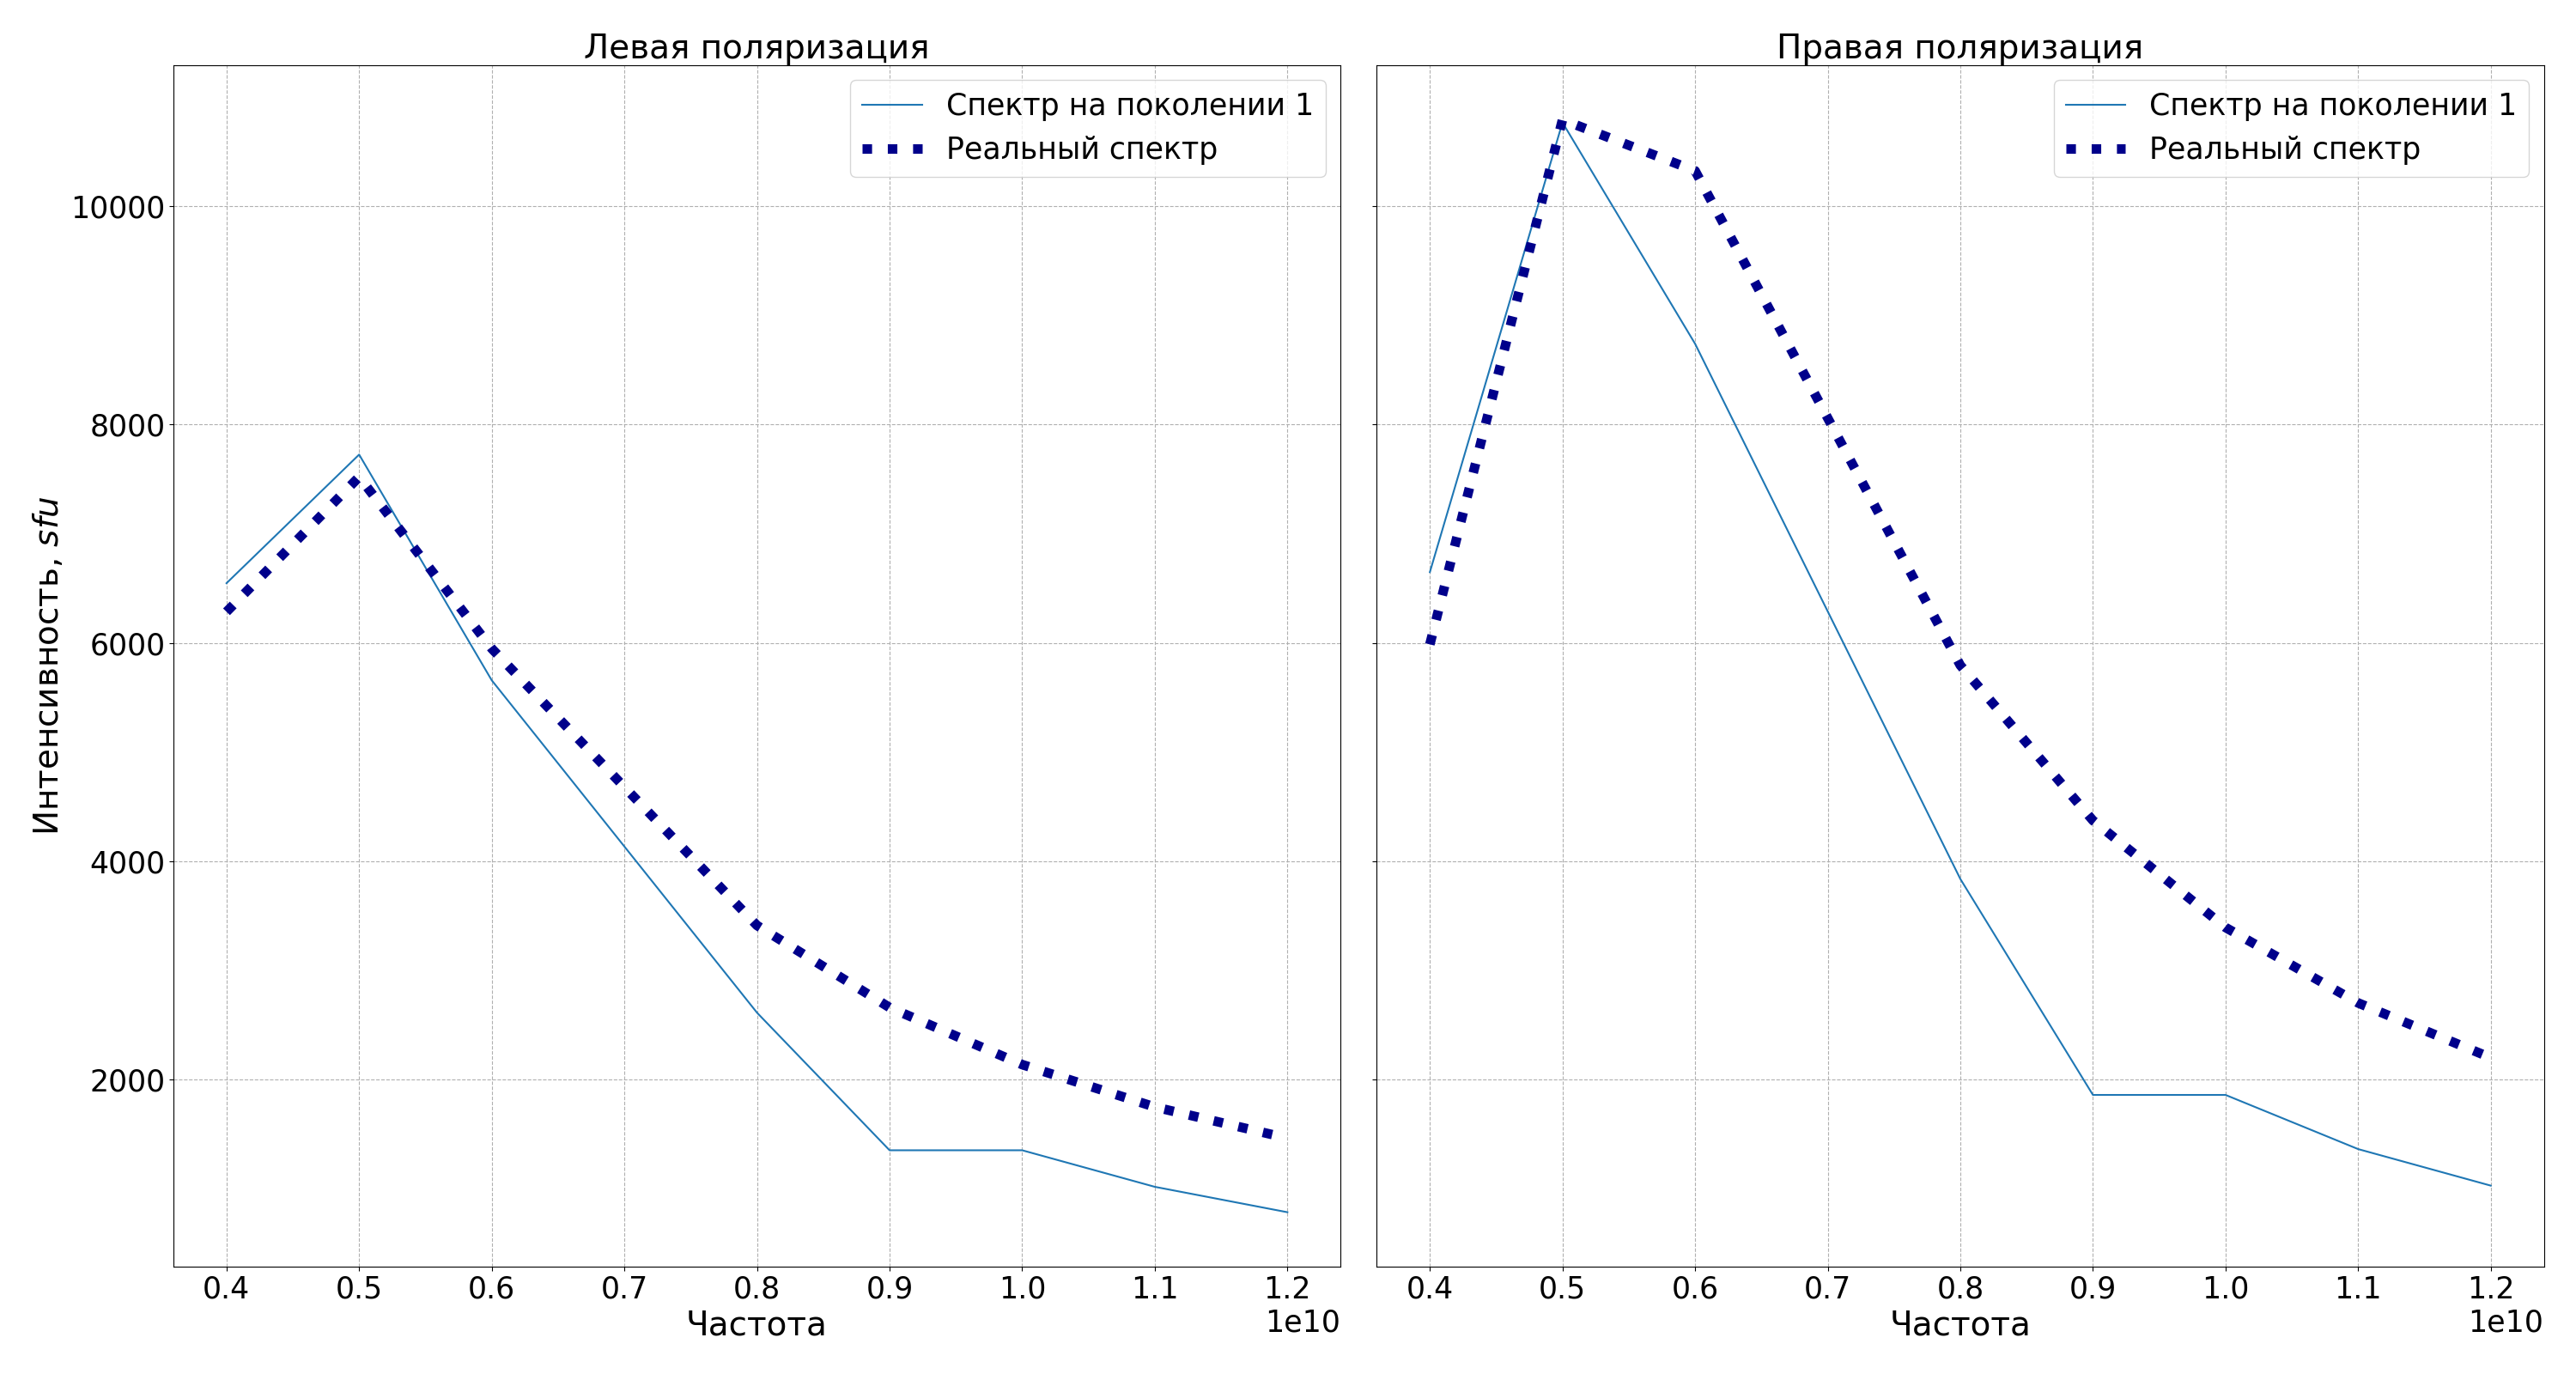 Левая поляризация
Спектр на поколении 1
Реальный спектр
10000
8000
6000
4000
2000
Интенсивность, sfu
0.4 0.5 0.6 0.7 0.8 0.9 1.0 1.1 1.2
1e10
Частота
Правая поляризация
Спектр на поколении 1
Реальный спектр
0.4 0.5 0.6 0.7 0.8 0.9 1.0 1.1 1.2
1e10
Частота